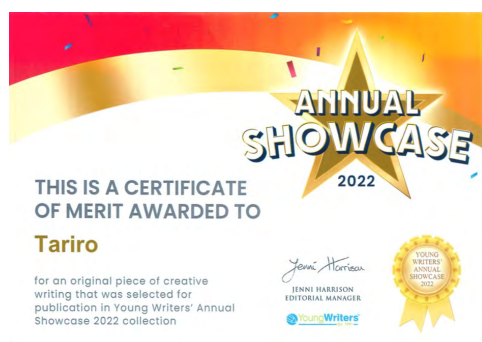 ANNUAL
SHOWCASE
2022
THIS IS A CERTIFICATE
OF MERIT AWARDED TO
Tariro
for an original piece of creative
writing that was selected for
publication in Young Writers' Annual
Showcase 2022 collection
Jenni Harrison
JENNI HARRISON
EDITORIAL MANAGER
YoungWriters
YOUNG
WRITERS'
ANNUAL
SHOWCASE
2022